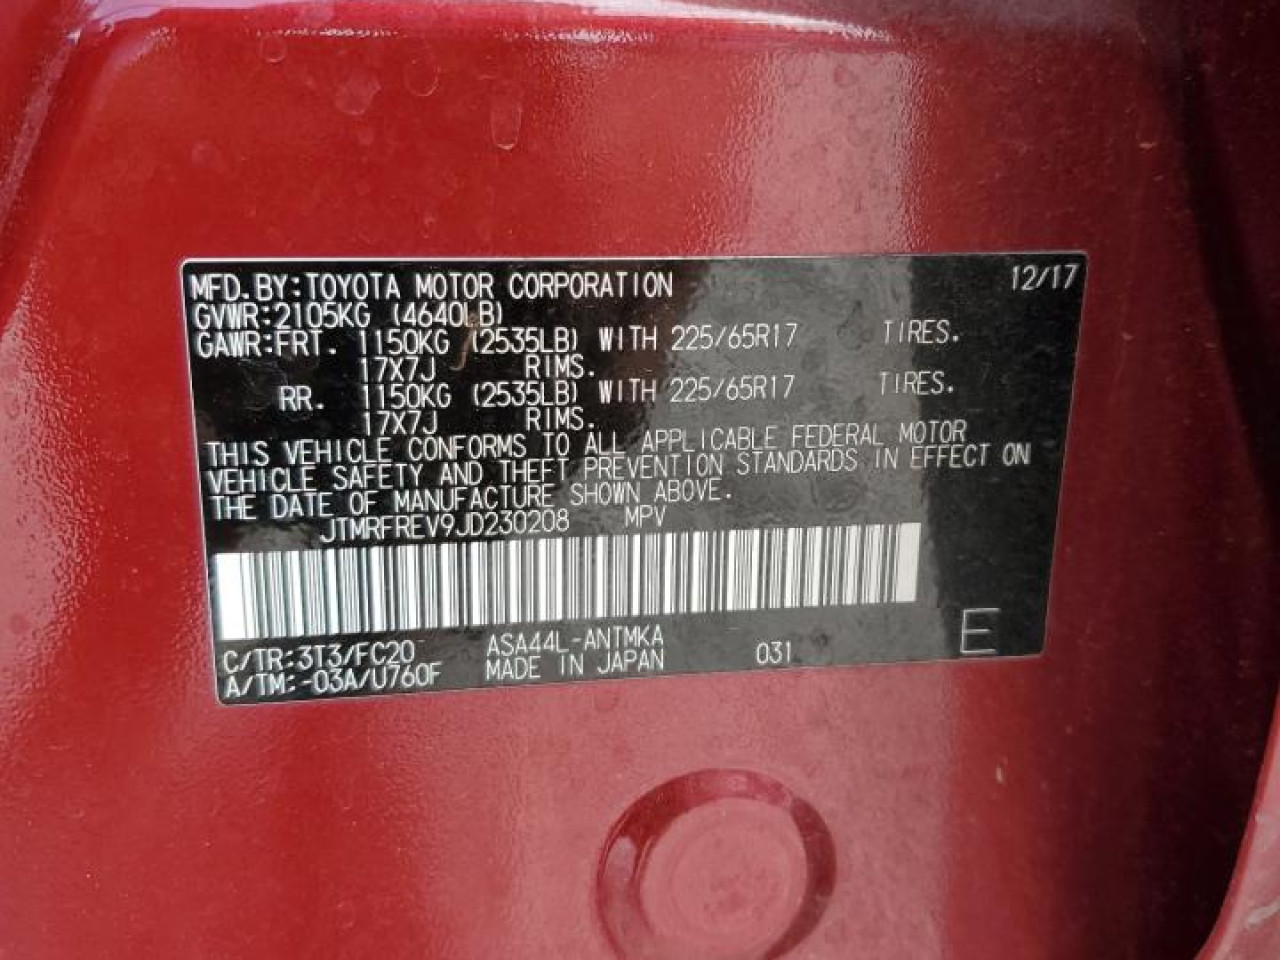 MFD.BY:TOYOTA MOTOR CORPORATION 12/17
GVWR:2105KG (4640LB)
GAWR:FRT. 1150KG (2535LB) WITH 225/65R17 TIRES.
17X7J RIMS.
RR. 1150KG (2535LB) WITH 225/65R17 TIRES.
17X7J RIMS.
THIS VEHICLE CONFORMS TO ALL APPLICABLE FEDERAL MOTOR
VEHICLE SAFETY AND THEFT PREVENTION STANDARDS IN EFFECT ON
THE DATE OF MANUFACTURE SHOWN ABOVE.
JTMRFREV9JD230208 MPV
C/TR:3T3/FC20 ASA44L-ANTMKA
A/TM:-03A/U760F MADE IN JAPAN 031 E